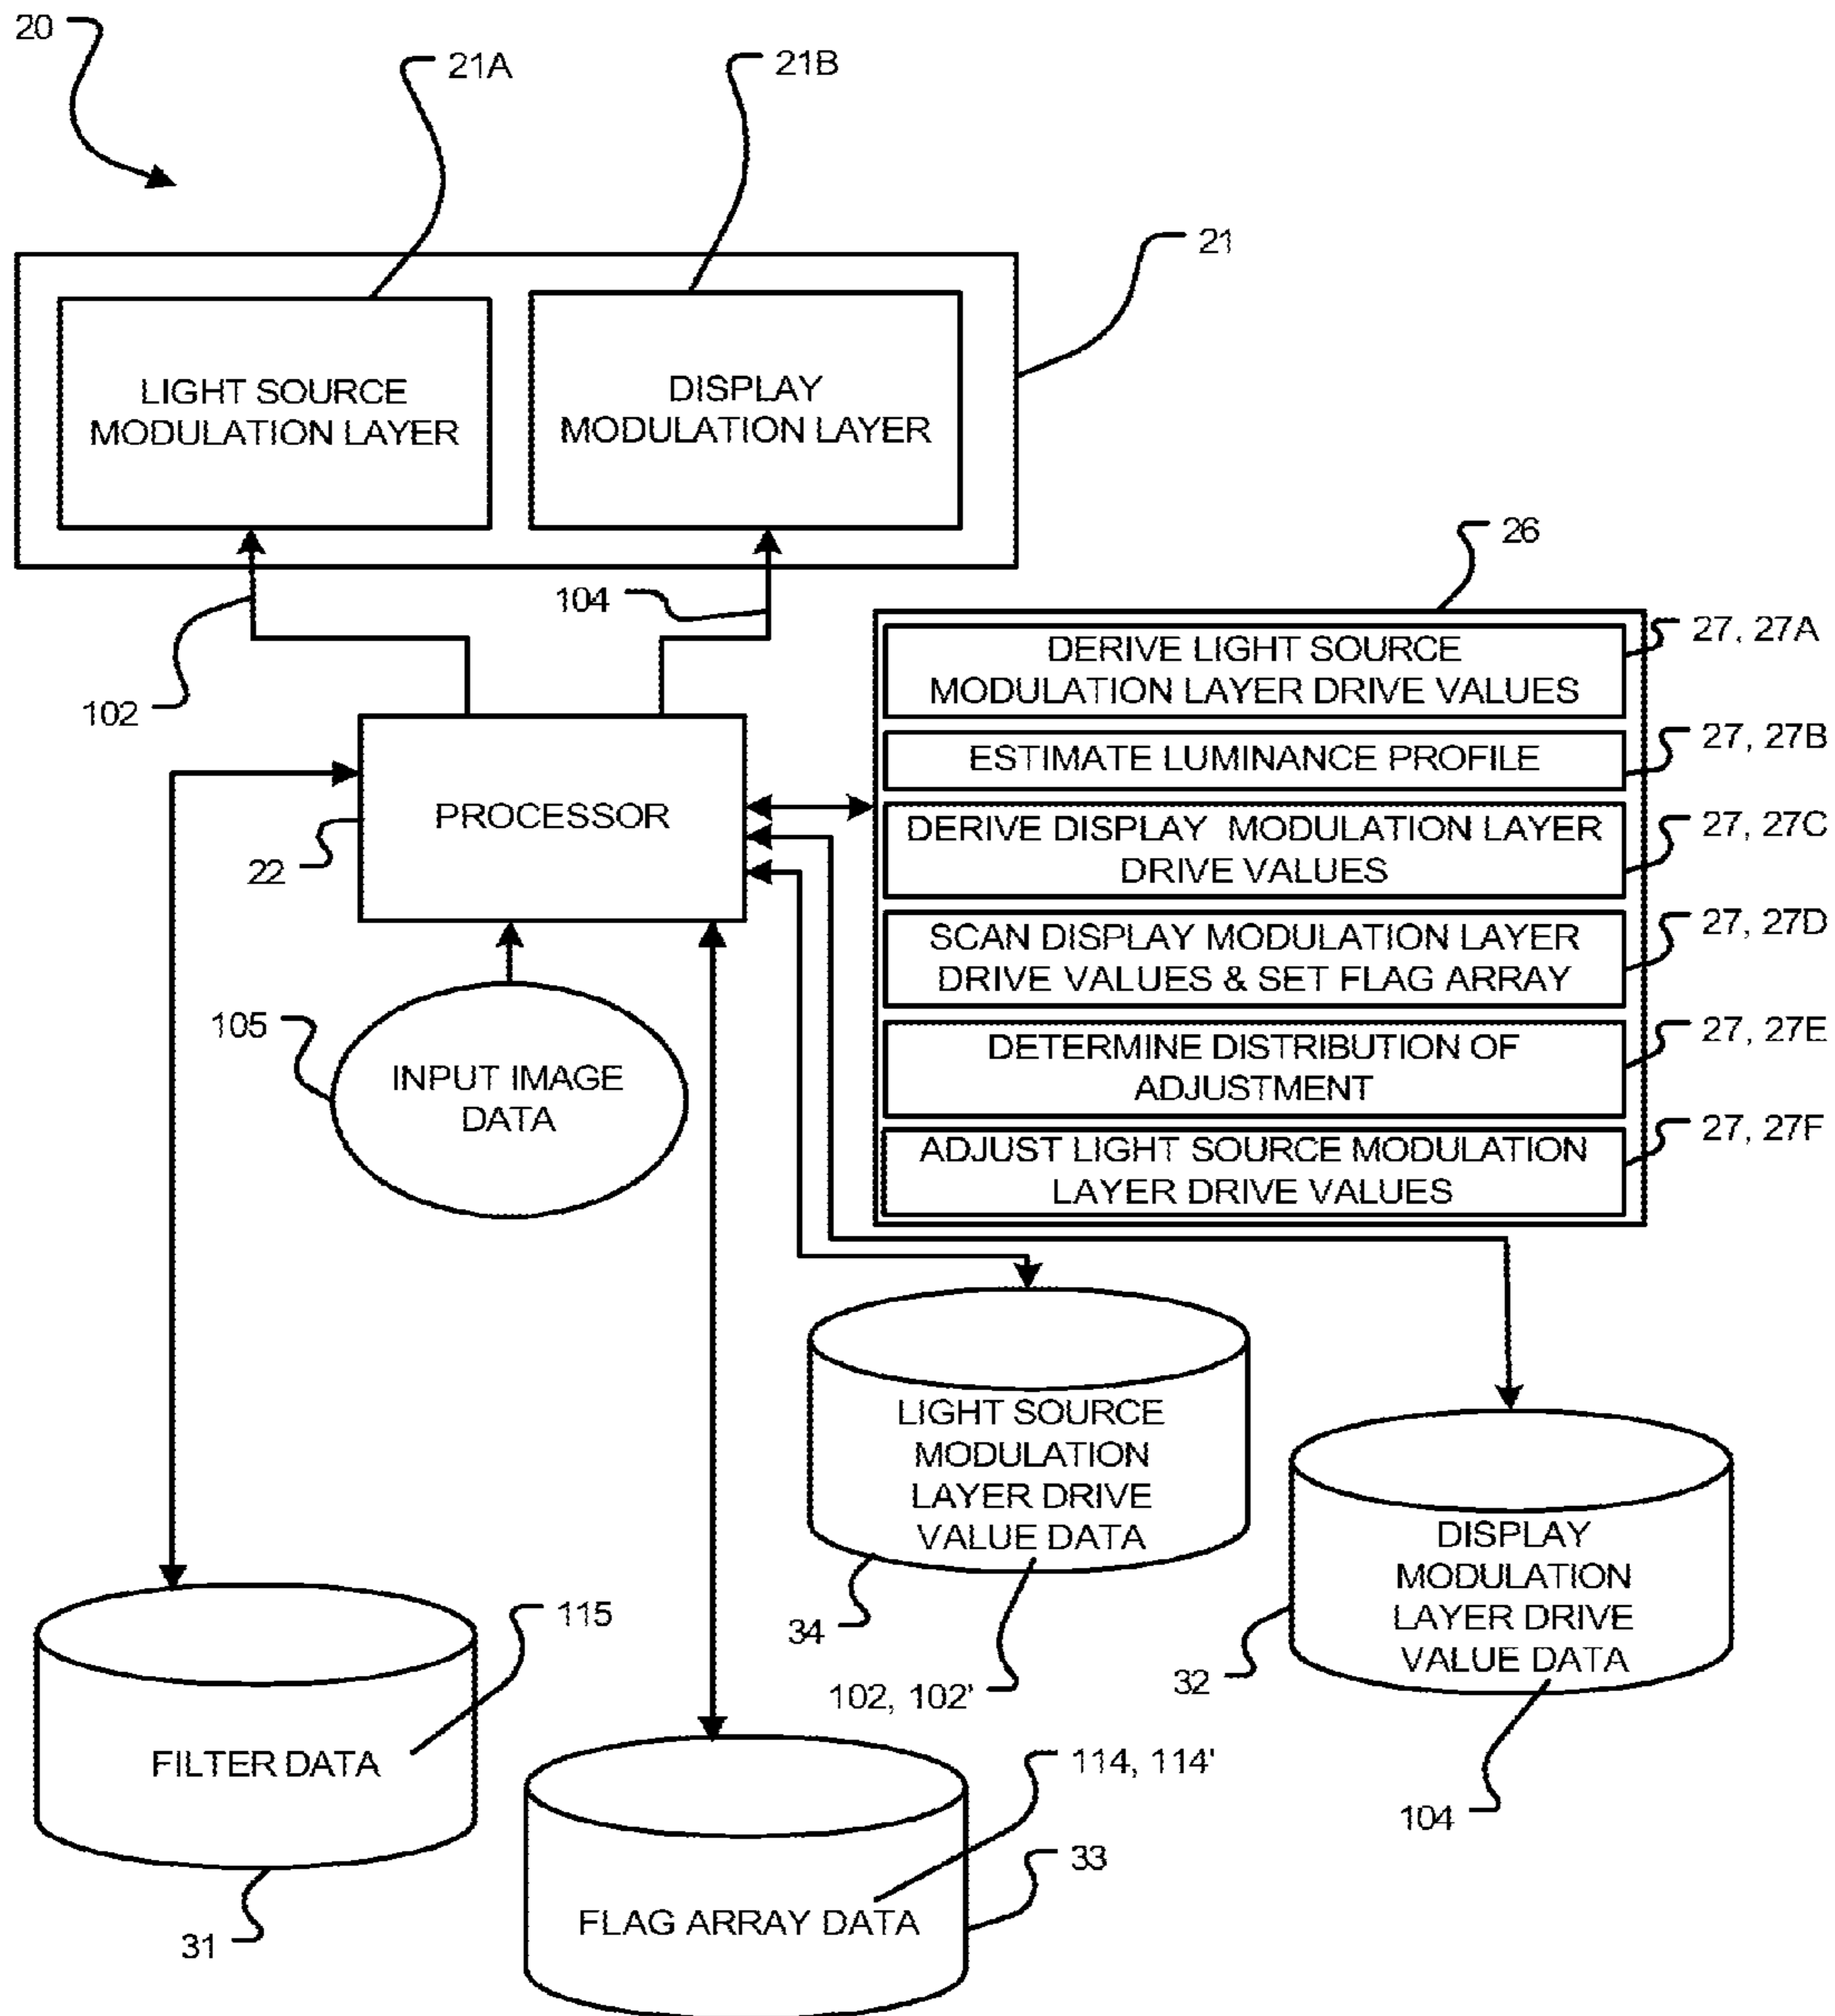 20
21A
21B
21
LIGHT SOURCE
MODULATION LAYER
DISPLAY
MODULATION LAYER
102
104
26
DERIVE LIGHT SOURCE
MODULATION LAYER DRIVE VALUES
27, 27A
ESTIMATE LUMINANCE PROFILE
27, 27B
DERIVE DISPLAY MODULATION LAYER
DRIVE VALUES
27, 27C
SCAN DISPLAY MODULATION LAYER
DRIVE VALUES & SET FLAG ARRAY
27, 27D
DETERMINE DISTRIBUTION OF
ADJUSTMENT
27, 27E
ADJUST LIGHT SOURCE MODULATION
LAYER DRIVE VALUES
27, 27F
PROCESSOR
22
105
INPUT IMAGE
DATA
LIGHT SOURCE
MODULATION
LAYER DRIVE
VALUE DATA
34
102, 102'
DISPLAY
MODULATION
LAYER DRIVE
VALUE DATA
32
104
115
FILTER DATA
31
114, 114'
33
FLAG ARRAY DATA